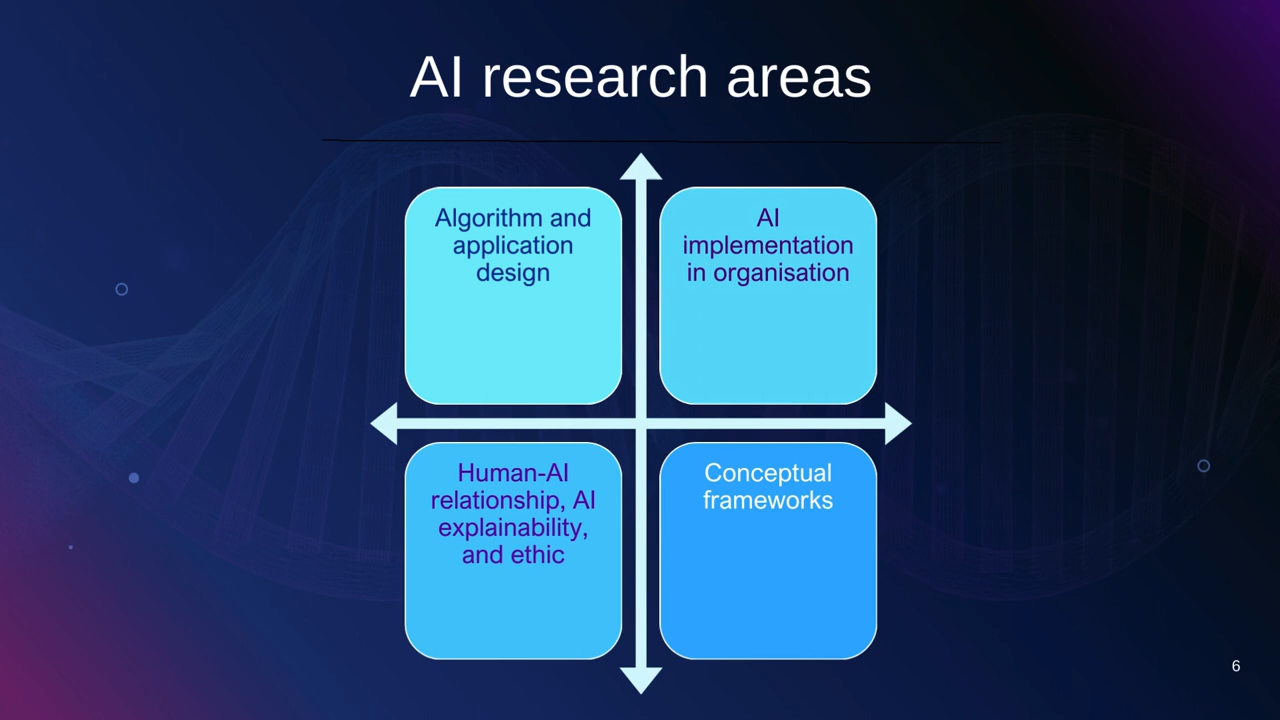 AI research areas
Algorithm and
application
design
AI
implementation
in organisation
Human-AI
relationship, AI
explainability,
and ethic
Conceptual
frameworks
6